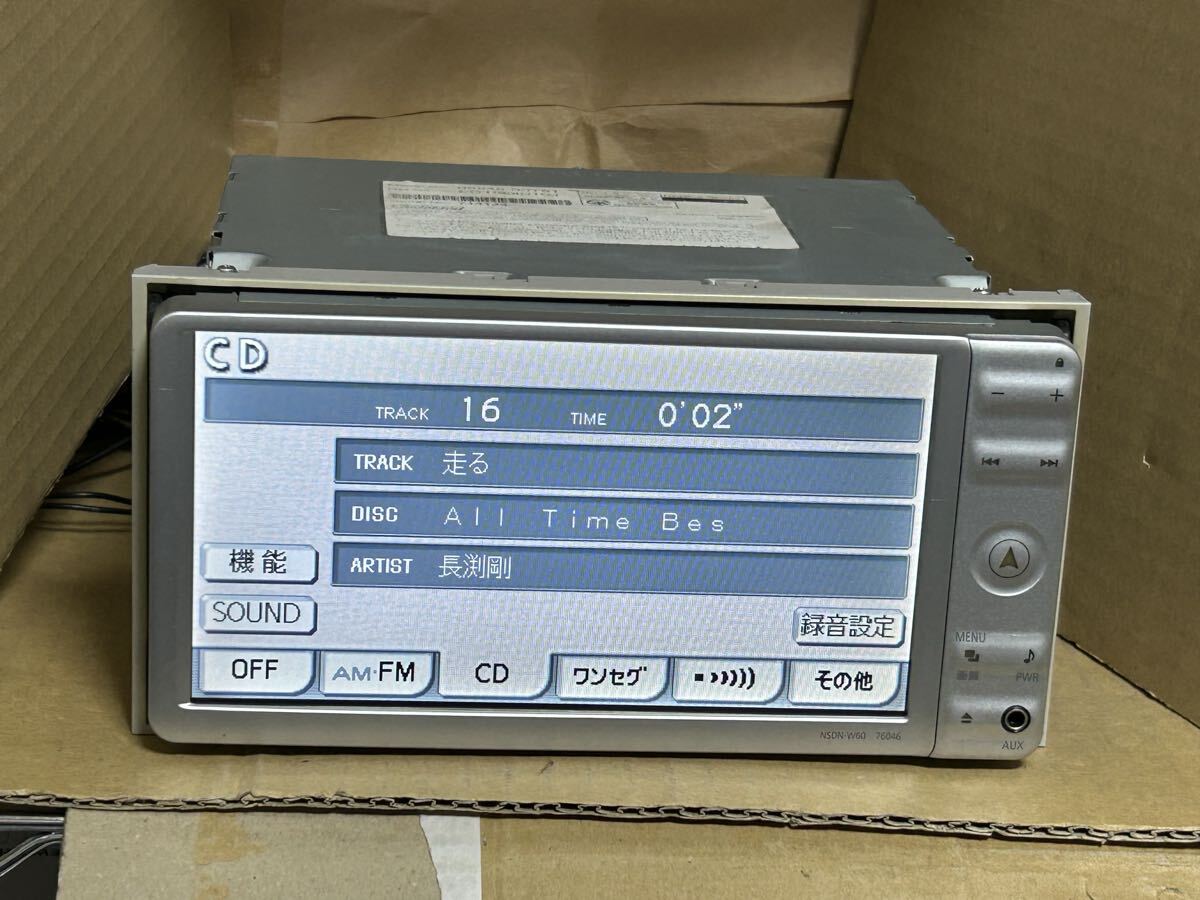 CD
TRACK 16 TIME 0'02"
TRACK 走る
DISC All Time Bes
ARTIST 長渕剛
機能
SOUND
録音設定
OFF AM・FM CD ワンセグ その他
− +
MENU
PWR
AUX
NSDN-W60 76046